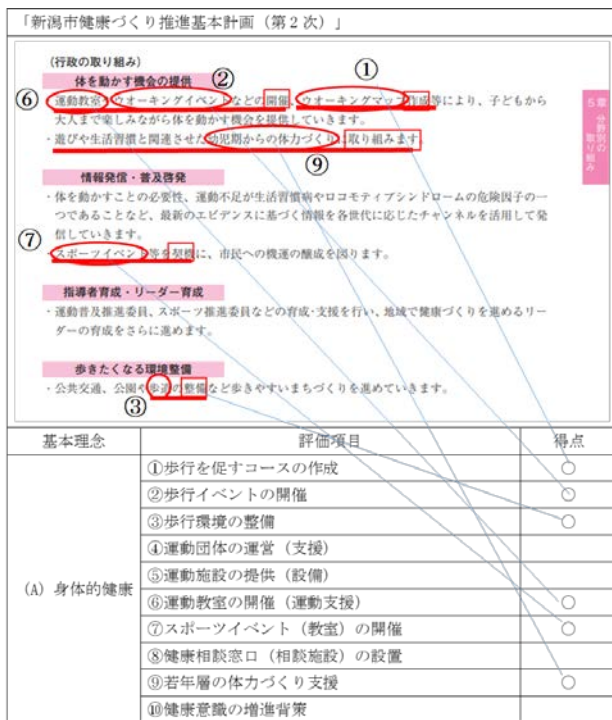 「新潟市健康づくり推進基本計画（第２次）」
（行政の取り組み）
体を動かす機会の提供
②
①
⑥
・運動教室やウオーキングイベントなどの開催、ウオーキングマップ作成等により、子どもから
大人まで楽しみながら体を動かす機会を提供していきます。
・遊びや生活習慣と関連させた幼児期からの体力づくりに取り組みます。
⑨
5章 分野別の取り組み
情報発信・普及啓発
・体を動かすことの必要性、運動不足が生活習慣病やロコモティブシンドロームの危険因子の一
つであることなど、最新のエビデンスに基づく情報を各世代に応じたチャンネルを活用して発
信していきます。
⑦
・スポーツイベント等を契機に、市民への機運の醸成を図ります。
指導者育成・リーダー育成
・運動普及推進委員、スポーツ推進委員などの育成・支援を行い、地域で健康づくりを進めるリー
ダーの育成をさらに進めます。
歩きたくなる環境整備
・公共交通、公園や歩道の整備など歩きやすいまちづくりを進めていきます。
③
基本理念 評価項目 得点
(A) 身体的健康
①歩行を促すコースの作成 ○
②歩行イベントの開催 ○
③歩行環境の整備 ○
④運動団体の運営（支援）
⑤運動施設の提供（設備）
⑥運動教室の開催（運動支援） ○
⑦スポーツイベント（教室）の開催 ○
⑧健康相談窓口（相談施設）の設置
⑨若年層の体力づくり支援 ○
⑩健康意識の増進背策